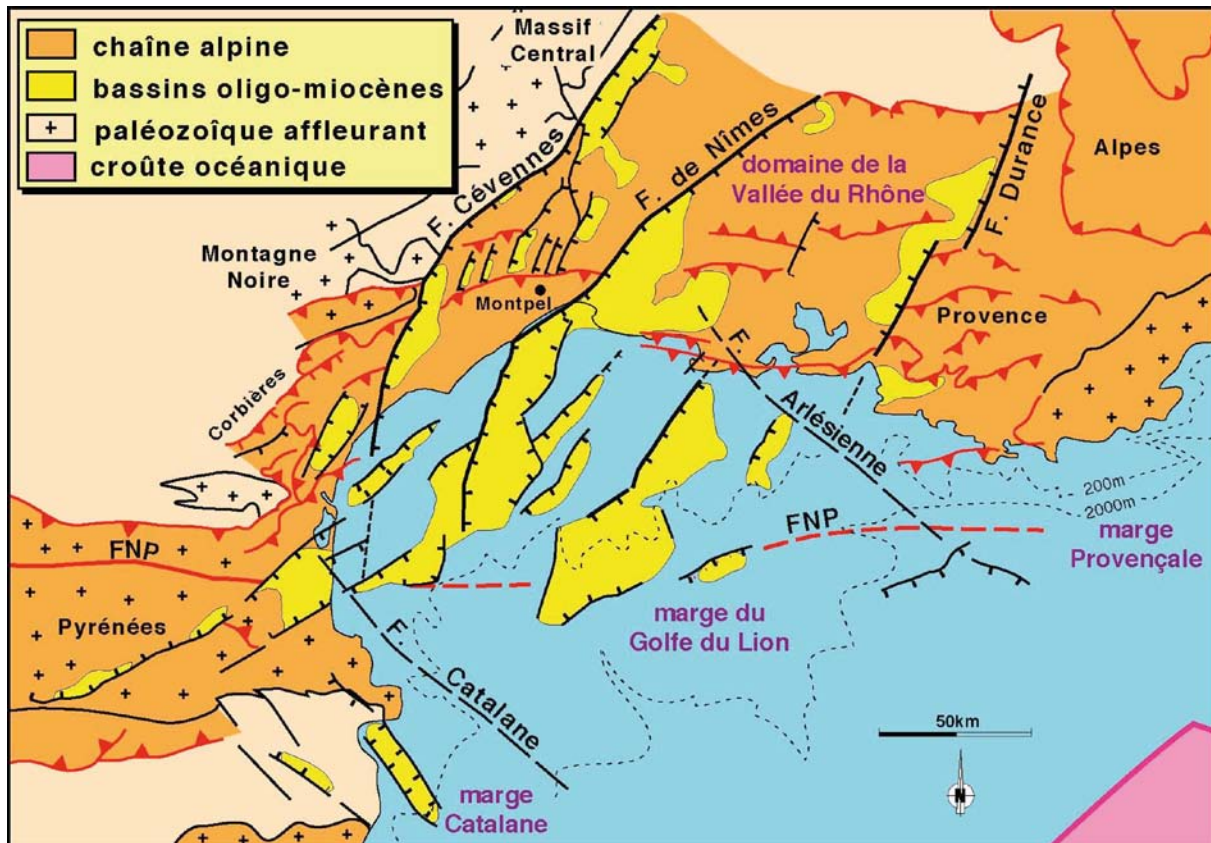 chaîne alpine
bassins oligo-miocènes
paléozoîque affleurant
croûte océanique
Massif
Central
F. Cévennes
F. de Nîmes
domaine de la
Vallée du Rhône
F. Durance
Alpes
Montagne
Noire
Montpel
Provence
Corbières
F. Arlésienne
200m
2000m
FNP
FNP.
marge
Provençale
Pyrénées
marge du
Golfe du Lion
F. Catalane
50km
N
marge
Catalane